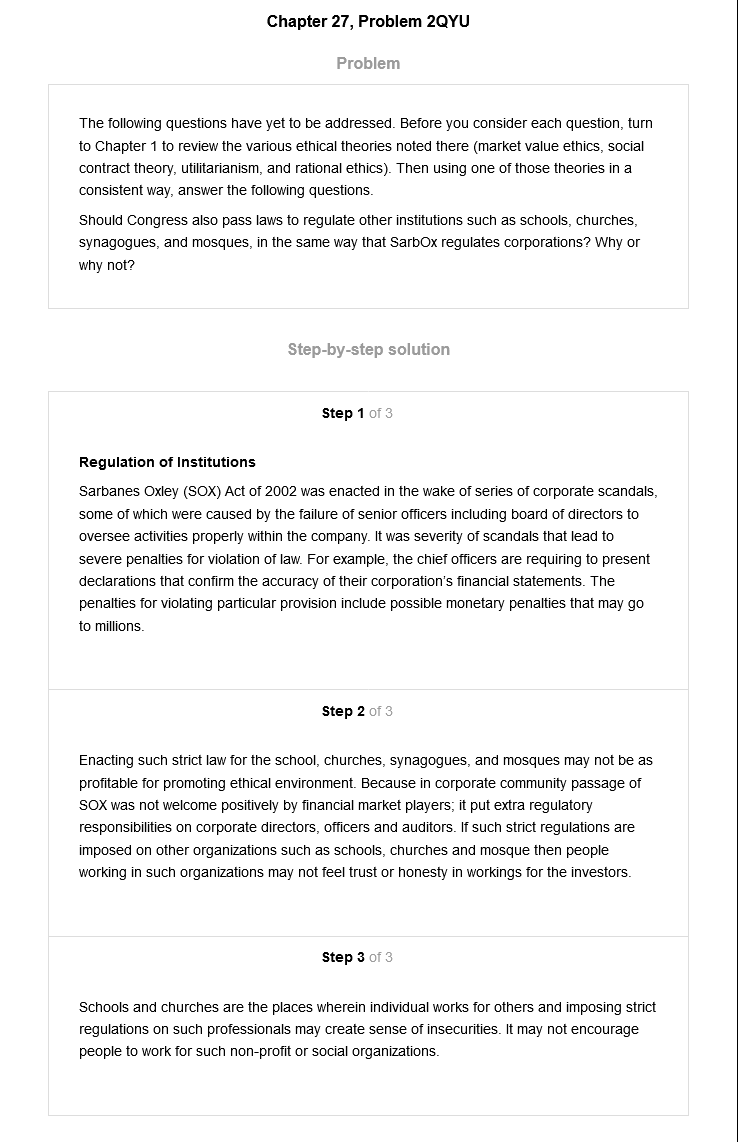 Chapter 27, Problem 2QYU
Problem
The following questions have yet to be addressed. Before you consider each question, turn
to Chapter 1 to review the various ethical theories noted there (market value ethics, social
contract theory, utilitarianism, and rational ethics). Then using one of those theories in a
consistent way, answer the following questions.
Should Congress also pass laws to regulate other institutions such as schools, churches,
synagogues, and mosques, in the same way that SarbOx regulates corporations? Why or
why not?
Step-by-step solution
Step 1 of 3
Regulation of Institutions
Sarbanes Oxley (SOX) Act of 2002 was enacted in the wake of series of corporate scandals,
some of which were caused by the failure of senior officers including board of directors to
oversee activities properly within the company. It was severity of scandals that lead to
severe penalties for violation of law. For example, the chief officers are requiring to present
declarations that confirm the accuracy of their corporation's financial statements. The
penalties for violating particular provision include possible monetary penalties that may go
to millions.
Step 2 of 3
Enacting such strict law for the school, churches, synagogues, and mosques may not be as
profitable for promoting ethical environment. Because in corporate community passage of
SOX was not welcome positively by financial market players; it put extra regulatory
responsibilities on corporate directors, officers and auditors. If such strict regulations are
imposed on other organizations such as schools, churches and mosque then people
working in such organizations may not feel trust or honesty in workings for the investors.
Step 3 of 3
Schools and churches are the places wherein individual works for others and imposing strict
regulations on such professionals may create sense of insecurities. It may not encourage
people to work for such non-profit or social organizations.